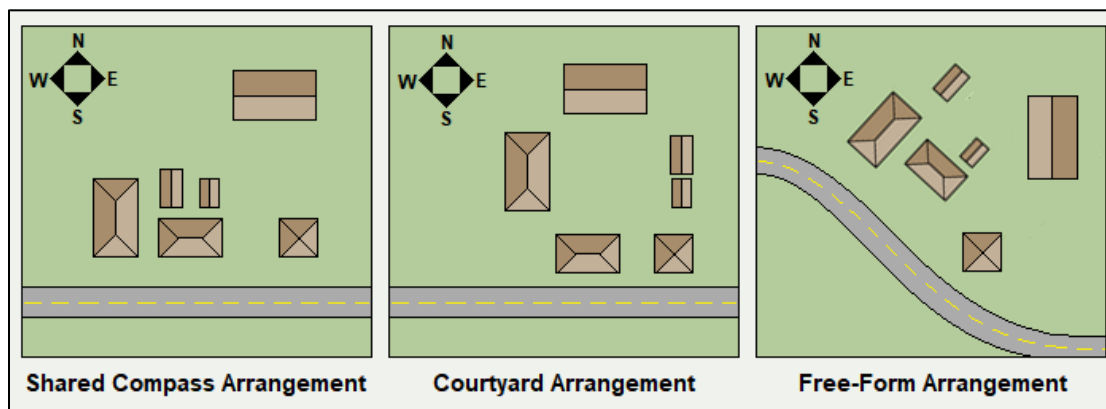 N
W E
S
N
W E
S
N
W E
S
Shared Compass Arrangement
Courtyard Arrangement
Free-Form Arrangement